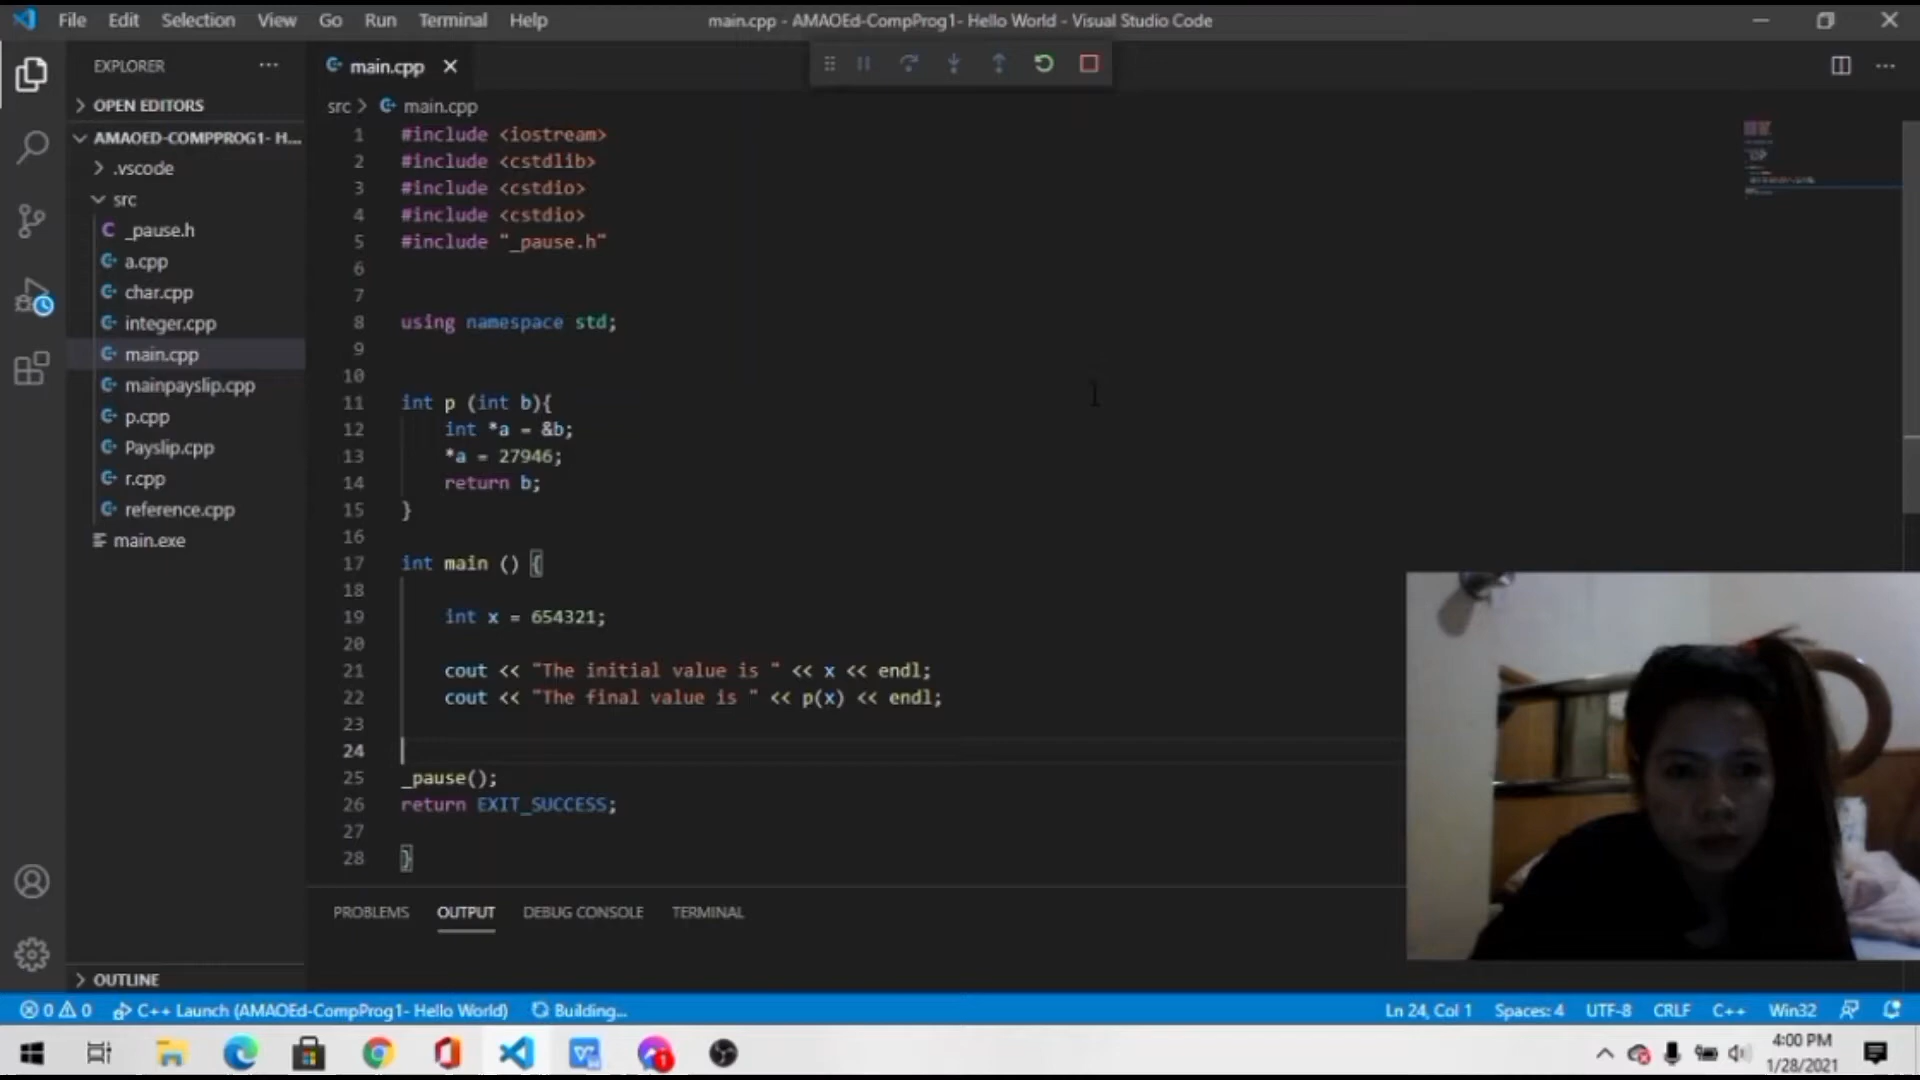 File Edit Selection View Go Run Terminal Help main.cpp - AMAOEd-CompProg1- Hello World - Visual Studio Code
EXPLORER
OPEN EDITORS
AMAOED-COMPPROG1- H...
.vscode
src
_pause.h
a.cpp
char.cpp
integer.cpp
main.cpp
mainpayslip.cpp
p.cpp
Payslip.cpp
r.cpp
reference.cpp
main.exe
OUTLINE
main.cpp
src > main.cpp
1 #include <iostream>
2 #include <cstdlib>
3 #include <cstdio>
4 #include <cstdio>
5 #include "_pause.h"
6
7
8 using namespace std;
9
10
11 int p (int b){
12 int *a = &b;
13 *a = 27946;
14 return b;
15 }
16
17 int main () {
18
19 int x = 654321;
20
21 cout << "The initial value is " << x << endl;
22 cout << "The final value is " << p(x) << endl;
23
24
25 _pause();
26 return EXIT_SUCCESS;
27
28 }
PROBLEMS OUTPUT DEBUG CONSOLE TERMINAL
0 0 C++ Launch (AMAOEd-CompProg1- Hello World) Building... Ln 24, Col 1 Spaces: 4 UTF-8 CRLF C++ Win32
4:00 PM
1/28/2021